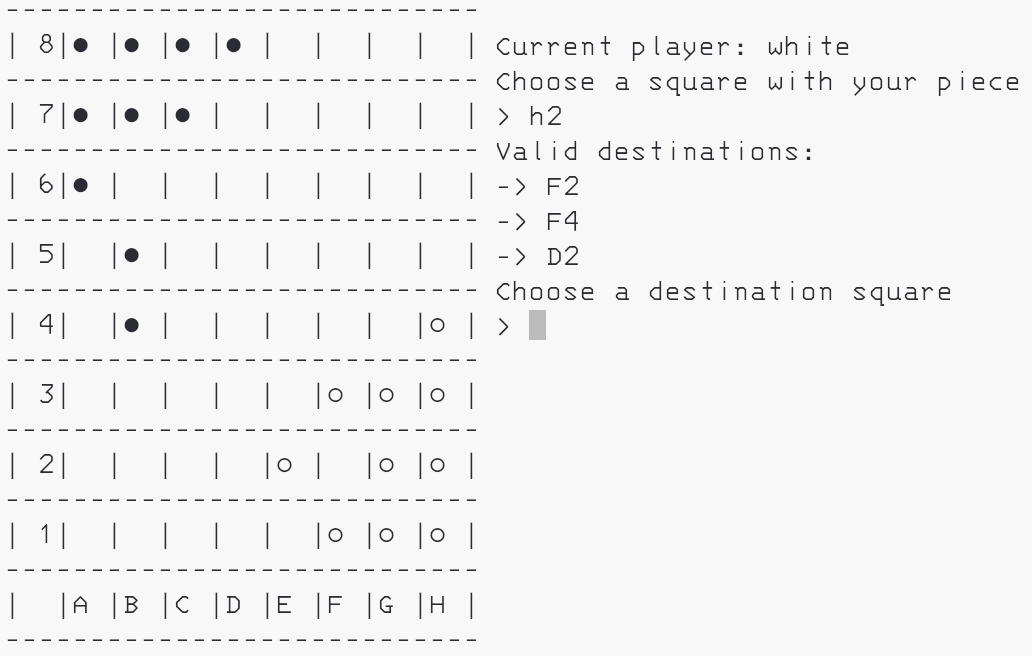 -----------------------------
| 8|● |● |● |● |  |  |  |  |
-----------------------------
| 7|● |● |● |  |  |  |  |  |
-----------------------------
| 6|● |  |  |  |  |  |  |  |
-----------------------------
| 5|  |● |  |  |  |  |  |  |
-----------------------------
| 4|  |● |  |  |  |  |  |○ |
-----------------------------
| 3|  |  |  |  |  |○ |○ |○ |
-----------------------------
| 2|  |  |  |  |○ |  |○ |○ |
-----------------------------
| 1|  |  |  |  |  |○ |○ |○ |
-----------------------------
|  |A |B |C |D |E |F |G |H |
-----------------------------
Current player: white
Choose a square with your piece
> h2
Valid destinations:
-> F2
-> F4
-> D2
Choose a destination square
>